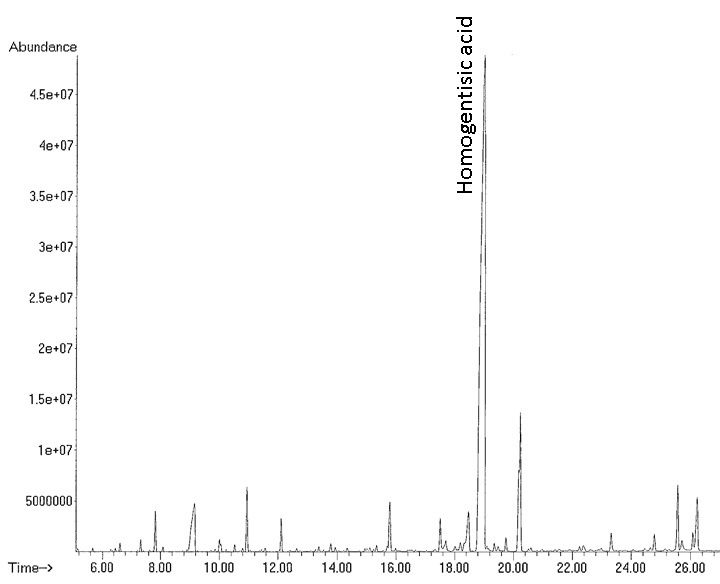 Homogentisic acid
Abundance
4.5e+07
4e+07
3.5e+07
3e+07
2.5e+07
2e+07
1.5e+07
1e+07
5000000
6.00 8.00 10.00 12.00 14.00 16.00 18.00 20.00 22.00 24.00 26.00
Time-->